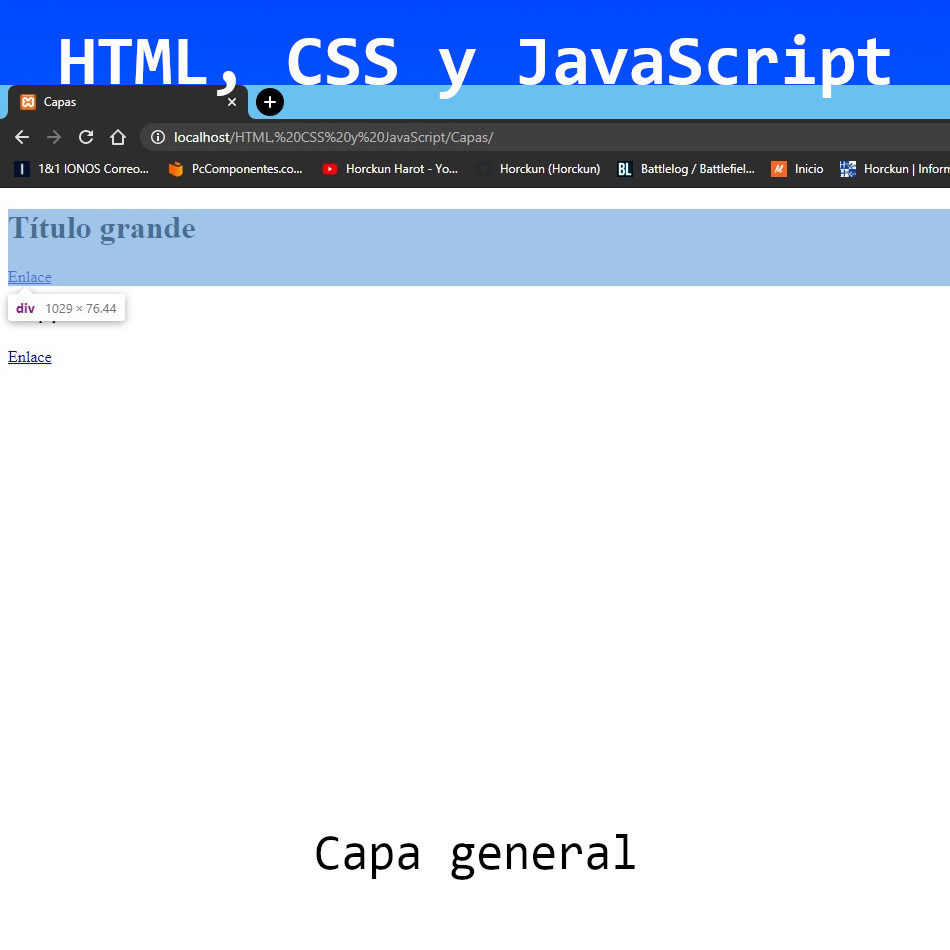 HTML, CSS y JavaScript
Capas
localhost/HTML,%20CSS%20y%20JavaScript/Capas/
1&1 IONOS Correo... PcComponentes.co... Horckun Harot - Yo... Horckun (Horckun) BL Battlelog / Battlefiel... Inicio Horckun | Inform
Título grande
Enlace
div 1029 × 76.44
Enlace
Capa general